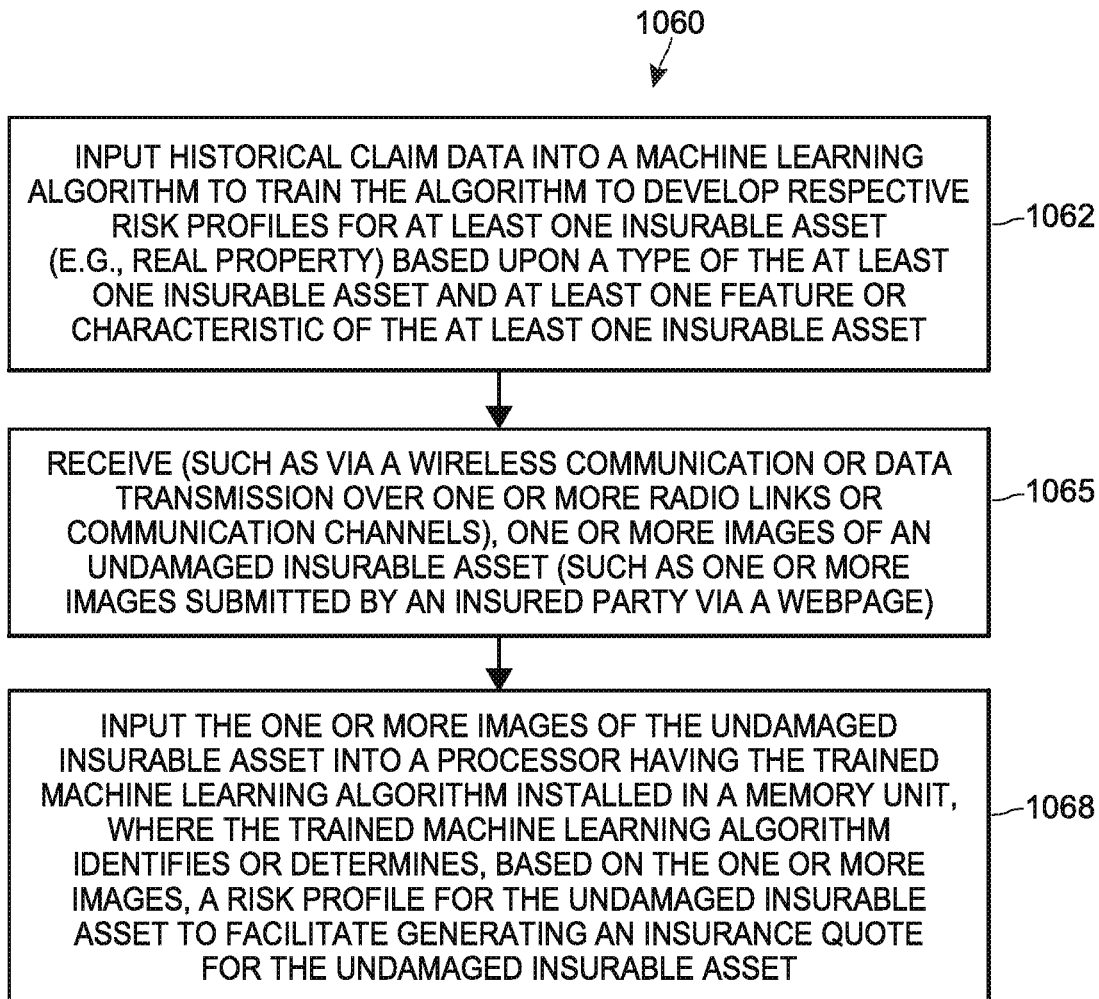 1060
INPUT HISTORICAL CLAIM DATA INTO A MACHINE LEARNING
ALGORITHM TO TRAIN THE ALGORITHM TO DEVELOP RESPECTIVE
RISK PROFILES FOR AT LEAST ONE INSURABLE ASSET
(E.G., REAL PROPERTY) BASED UPON A TYPE OF THE AT LEAST
ONE INSURABLE ASSET AND AT LEAST ONE FEATURE OR
CHARACTERISTIC OF THE AT LEAST ONE INSURABLE ASSET
1062
RECEIVE (SUCH AS VIA A WIRELESS COMMUNICATION OR DATA
TRANSMISSION OVER ONE OR MORE RADIO LINKS OR
COMMUNICATION CHANNELS), ONE OR MORE IMAGES OF AN
UNDAMAGED INSURABLE ASSET (SUCH AS ONE OR MORE
IMAGES SUBMITTED BY AN INSURED PARTY VIA A WEBPAGE)
1065
INPUT THE ONE OR MORE IMAGES OF THE UNDAMAGED
INSURABLE ASSET INTO A PROCESSOR HAVING THE TRAINED
MACHINE LEARNING ALGORITHM INSTALLED IN A MEMORY UNIT,
WHERE THE TRAINED MACHINE LEARNING ALGORITHM
IDENTIFIES OR DETERMINES, BASED ON THE ONE OR MORE
IMAGES, A RISK PROFILE FOR THE UNDAMAGED INSURABLE
ASSET TO FACILITATE GENERATING AN INSURANCE QUOTE
FOR THE UNDAMAGED INSURABLE ASSET
1068